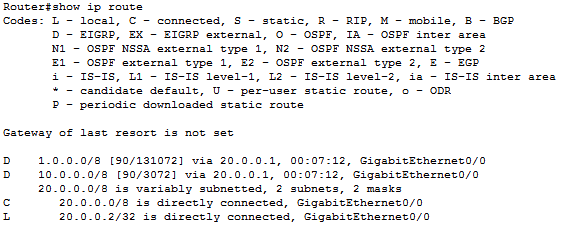 Router#show ip route
Codes: L - local, C - connected, S - static, R - RIP, M - mobile, B - BGP
D - EIGRP, EX - EIGRP external, O - OSPF, IA - OSPF inter area
N1 - OSPF NSSA external type 1, N2 - OSPF NSSA external type 2
E1 - OSPF external type 1, E2 - OSPF external type 2, E - EGP
i - IS-IS, L1 - IS-IS level-1, L2 - IS-IS level-2, ia - IS-IS inter area
* - candidate default, U - per-user static route, o - ODR
P - periodic downloaded static route
Gateway of last resort is not set
D 1.0.0.0/8 [90/131072] via 20.0.0.1, 00:07:12, GigabitEthernet0/0
D 10.0.0.0/8 [90/3072] via 20.0.0.1, 00:07:12, GigabitEthernet0/0
20.0.0.0/8 is variably subnetted, 2 subnets, 2 masks
C 20.0.0.0/8 is directly connected, GigabitEthernet0/0
L 20.0.0.2/32 is directly connected, GigabitEthernet0/0